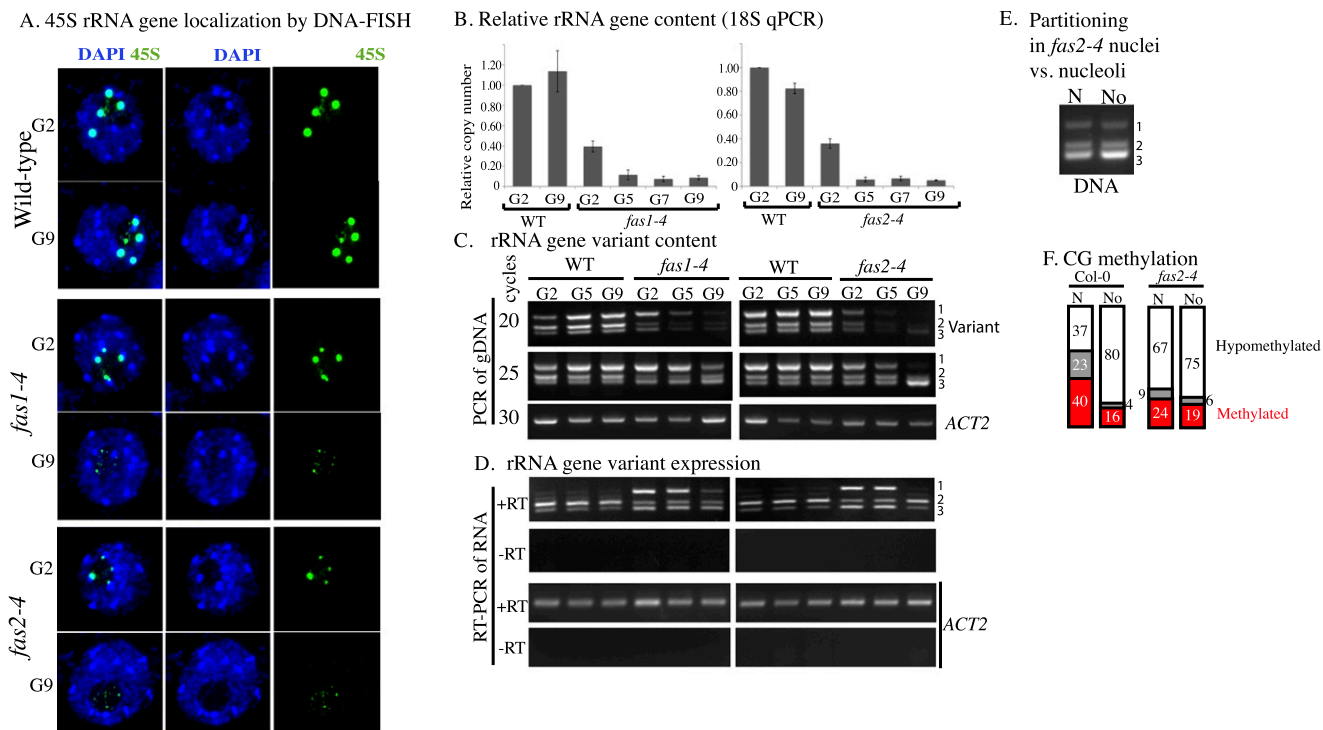 A. 45S rRNA gene localization by DNA-FISH
DAPI 45S
DAPI
45S
Wild-type
G2
G9
fas1-4
G2
G9
fas2-4
G2
G9
B. Relative rRNA gene content (18S qPCR)
Relative copy number
1.20
1.00
0.80
0.60
0.40
0.20
0
G2 G9 G2 G5 G7 G9
WT fas1-4
1.00
0.80
0.60
0.40
0.20
0
G2 G9 G2 G5 G7 G9
WT fas2-4
C. rRNA gene variant content
cycles
WT fas1-4 WT fas2-4
G2 G5 G9 G2 G5 G9 G2 G5 G9 G2 G5 G9
PCR of gDNA
20
1
2
3
Variant
25
1
2
3
30
ACT2
D. rRNA gene variant expression
RT-PCR of RNA
+RT
1
2
3
-RT
+RT
-RT
ACT2
E. Partitioning
in fas2-4 nuclei
vs. nucleoli
N No
1
2
3
DNA
F. CG methylation
Col-0 fas2-4
N No N No
37
23
40
80
4
16
67
9
24
75
6
19
Hypomethylated
Methylated